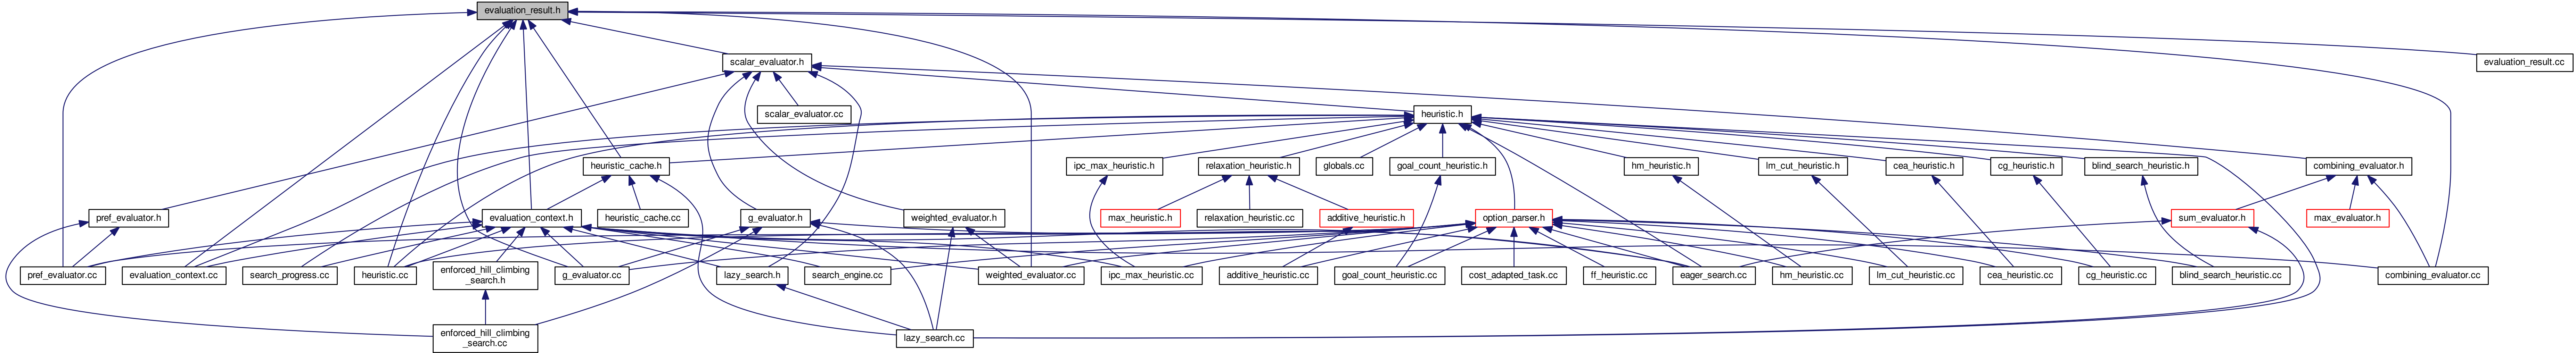 evaluation_result.h
scalar_evaluator.h
evaluation_result.cc
scalar_evaluator.cc
heuristic.h
heuristic_cache.h
ipc_max_heuristic.h
relaxation_heuristic.h
globals.cc
goal_count_heuristic.h
hm_heuristic.h
lm_cut_heuristic.h
cea_heuristic.h
cg_heuristic.h
blind_search_heuristic.h
combining_evaluator.h
pref_evaluator.h
evaluation_context.h
heuristic_cache.cc
g_evaluator.h
weighted_evaluator.h
max_heuristic.h
relaxation_heuristic.cc
additive_heuristic.h
option_parser.h
sum_evaluator.h
max_evaluator.h
pref_evaluator.cc
evaluation_context.cc
search_progress.cc
heuristic.cc
enforced_hill_climbing
_search.h
g_evaluator.cc
lazy_search.h
search_engine.cc
weighted_evaluator.cc
ipc_max_heuristic.cc
additive_heuristic.cc
goal_count_heuristic.cc
cost_adapted_task.cc
ff_heuristic.cc
eager_search.cc
hm_heuristic.cc
lm_cut_heuristic.cc
cea_heuristic.cc
cg_heuristic.cc
blind_search_heuristic.cc
combining_evaluator.cc
enforced_hill_climbing
_search.cc
lazy_search.cc